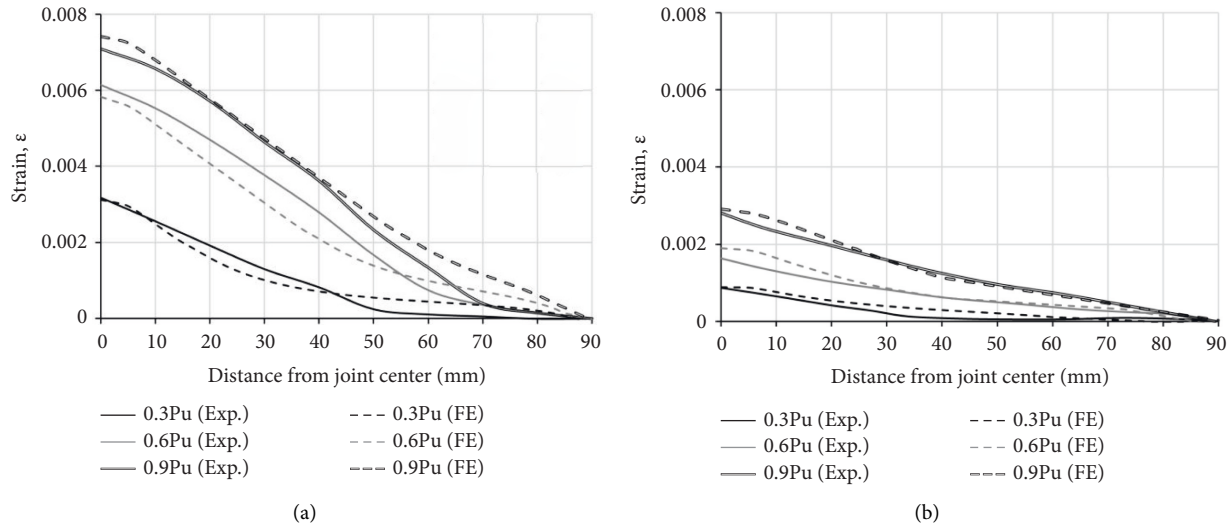 0.008
0.006
0.004
0.002
0
Strain, ε
0 10 20 30 40 50 60 70 80 90
Distance from joint center (mm)
0.3Pu (Exp.) 0.3Pu (FE)
0.6Pu (Exp.) 0.6Pu (FE)
0.9Pu (Exp.) 0.9Pu (FE)
(a)
0.008
0.006
0.004
0.002
0
Strain, ε
0 10 20 30 40 50 60 70 80 90
Distance from joint center (mm)
0.3Pu (Exp.) 0.3Pu (FE)
0.6Pu (Exp.) 0.6Pu (FE)
0.9Pu (Exp.) 0.9Pu (FE)
(b)